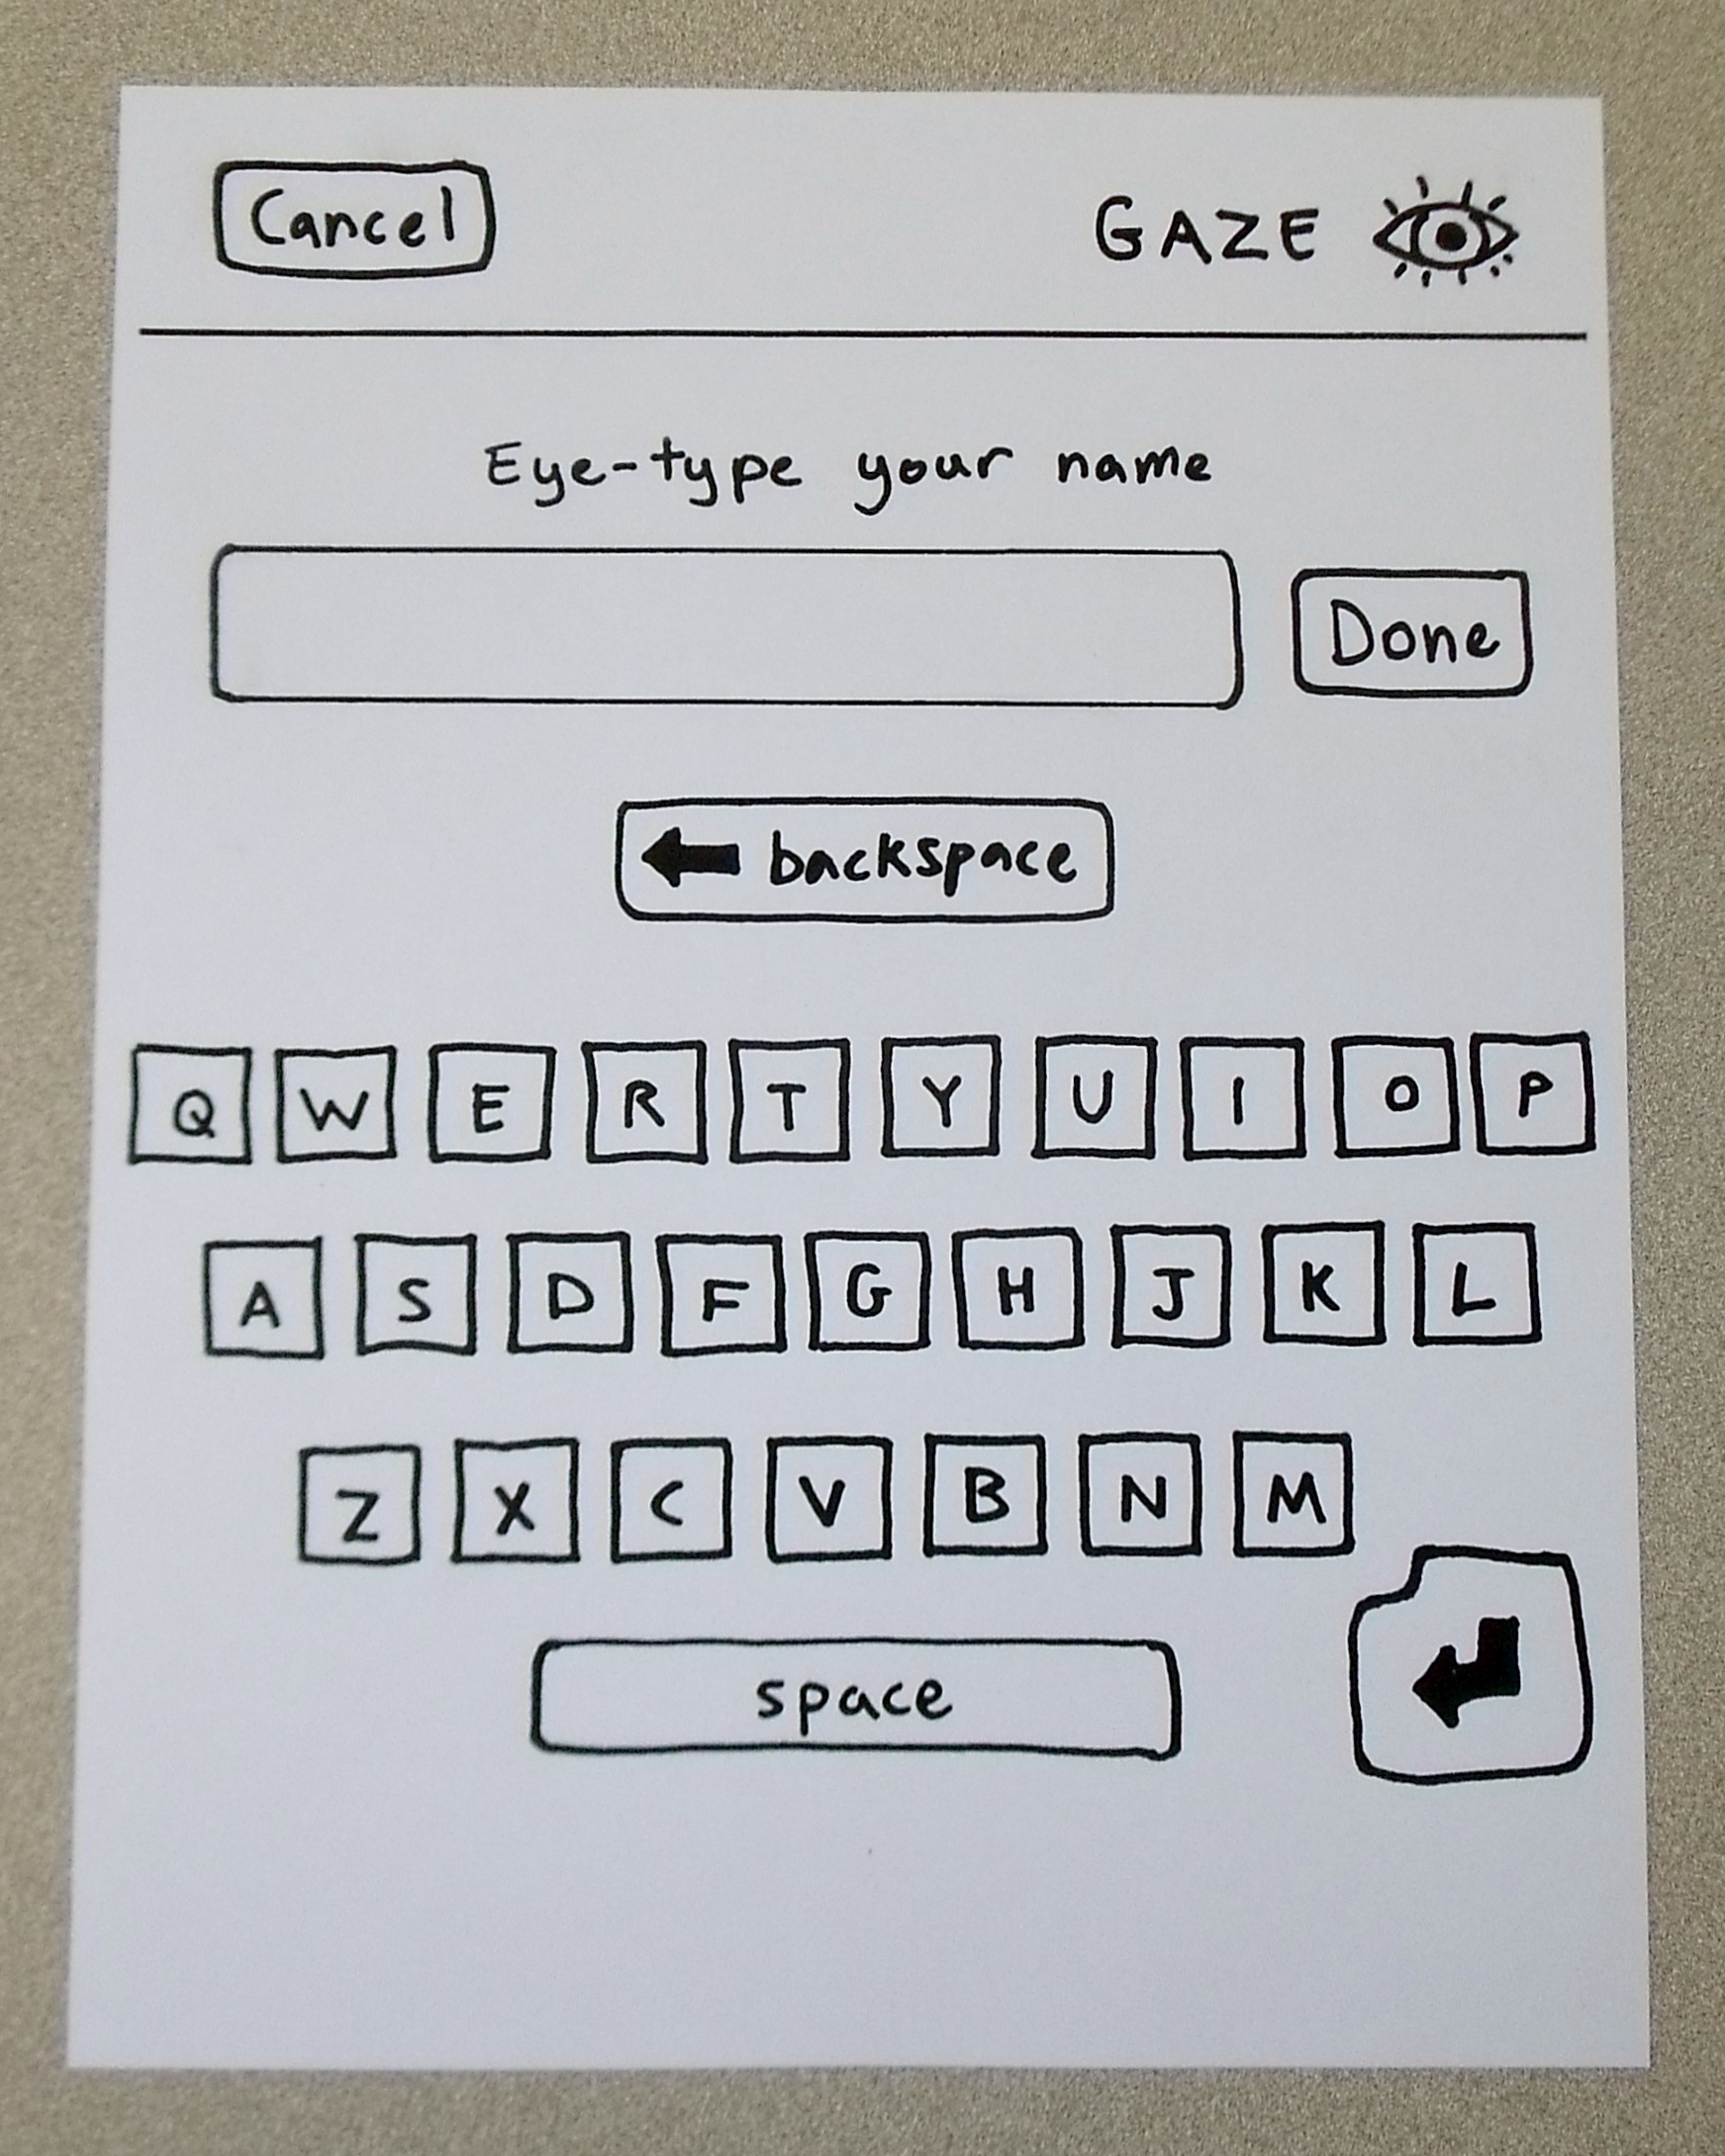 Cancel GAZE
Eye-type your name
Done
backspace
Q W E R T Y U I O P
A S D F G H J K L
Z X C V B N M
space